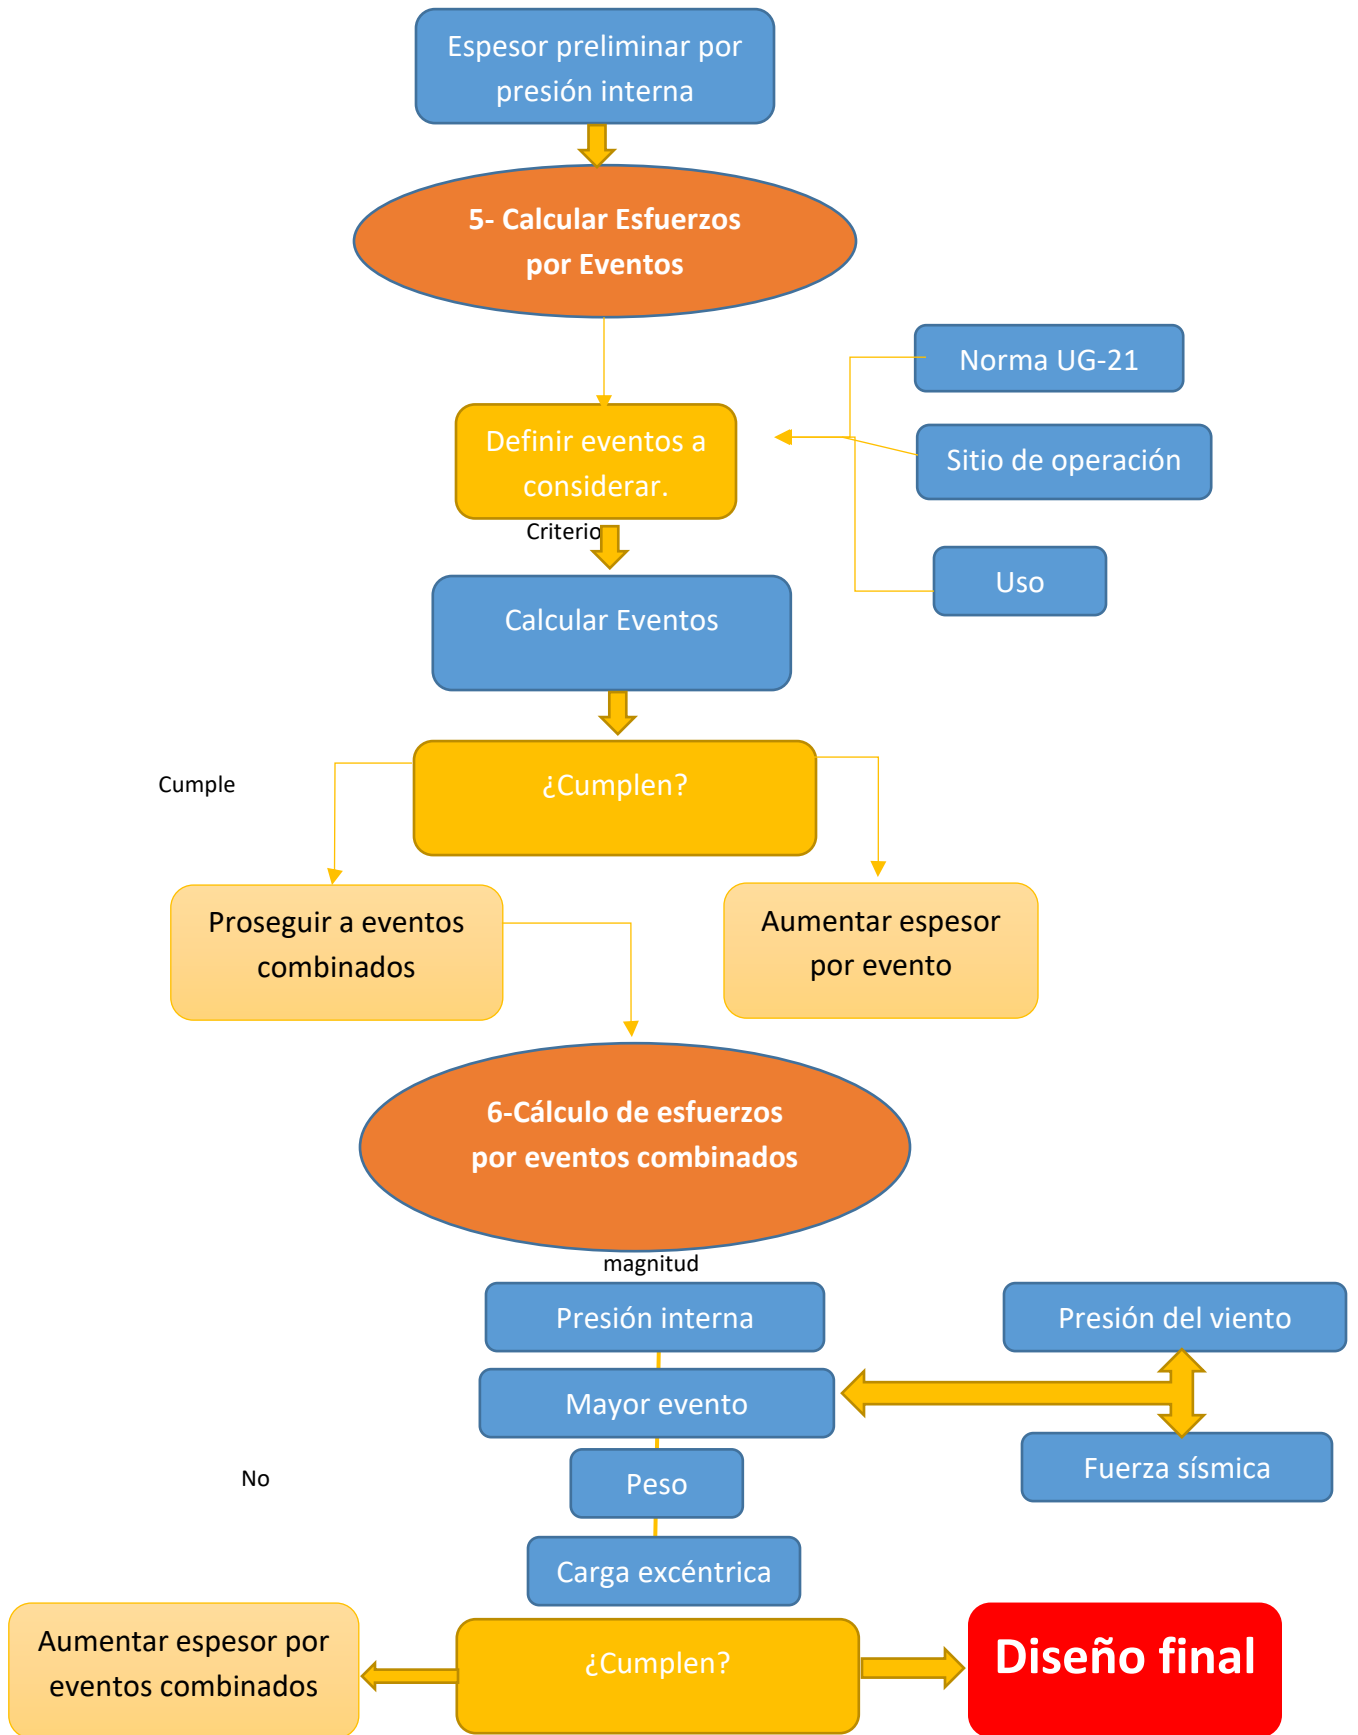 Espesor preliminar por
presión interna
5- Calcular Esfuerzos
por Eventos
Norma UG-21
Definir eventos a
considerar.
Sitio de operación
Criterio
Uso
Calcular Eventos
¿Cumplen?
Cumple
Proseguir a eventos
combinados
Aumentar espesor
por evento
6-Cálculo de esfuerzos
por eventos combinados
magnitud
Presión interna
Presión del viento
Mayor evento
Fuerza sísmica
No
Peso
Carga excéntrica
Aumentar espesor por
eventos combinados
¿Cumplen?
Diseño final